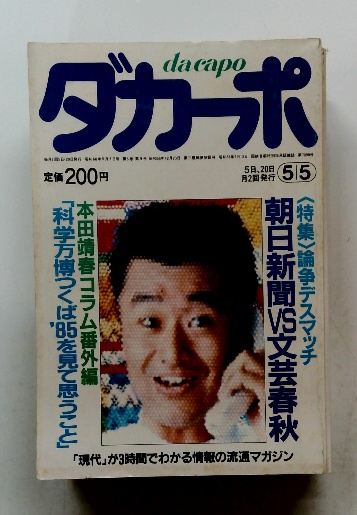 da capo
ダカーポ
定価200円
5日、20日
月2回発行
5|5
〈特集〉論争デスマッチ
朝日新聞VS文芸春秋
本田靖春コラム番外編
「科学万博つくば'85を見て思うこと」
「現代」が3時間でわかる情報の流通マガジン